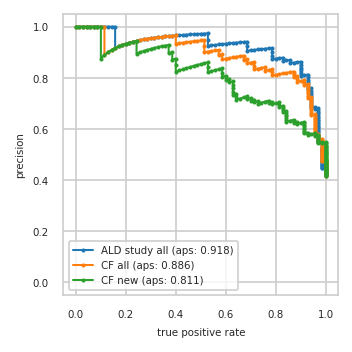 1.0
0.8
0.6
0.4
0.2
0.0
precision
ALD study all (aps: 0.918)
CF all (aps: 0.886)
CF new (aps: 0.811)
0.0 0.2 0.4 0.6 0.8 1.0
true positive rate